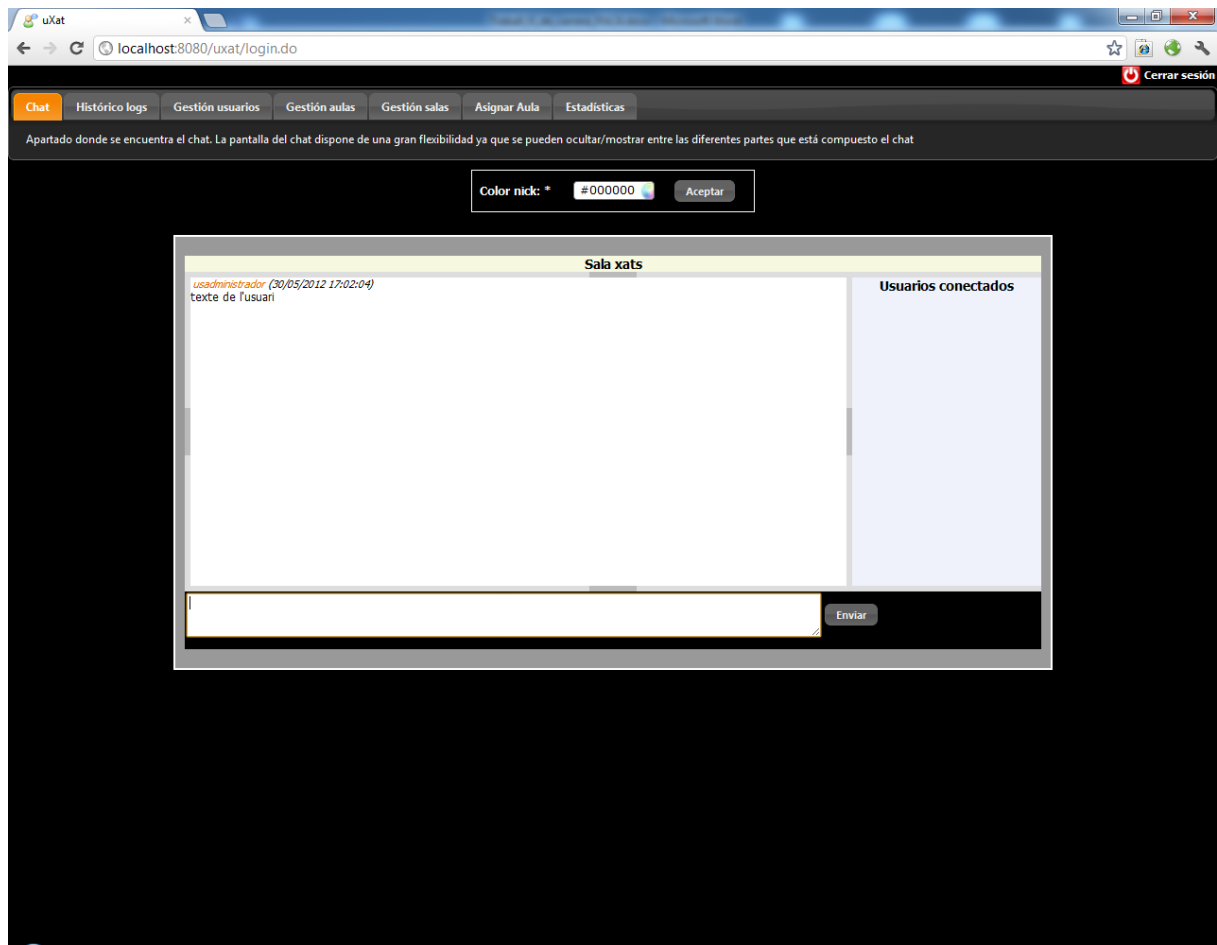 uXat
localhost:8080/uxat/login.do
Cerrar sesión
Chat Histórico logs Gestión usuarios Gestión aulas Gestión salas Asignar Aula Estadísticas
Apartado donde se encuentra el chat. La pantalla del chat dispone de una gran flexibilidad ya que se pueden ocultar/mostrar entre las diferentes partes que está compuesto el chat
Color nick: * #000000 Aceptar
Sala xats
usadministrador (30/05/2012 17:02:04)
texte de l'usuari
Usuarios conectados
Enviar